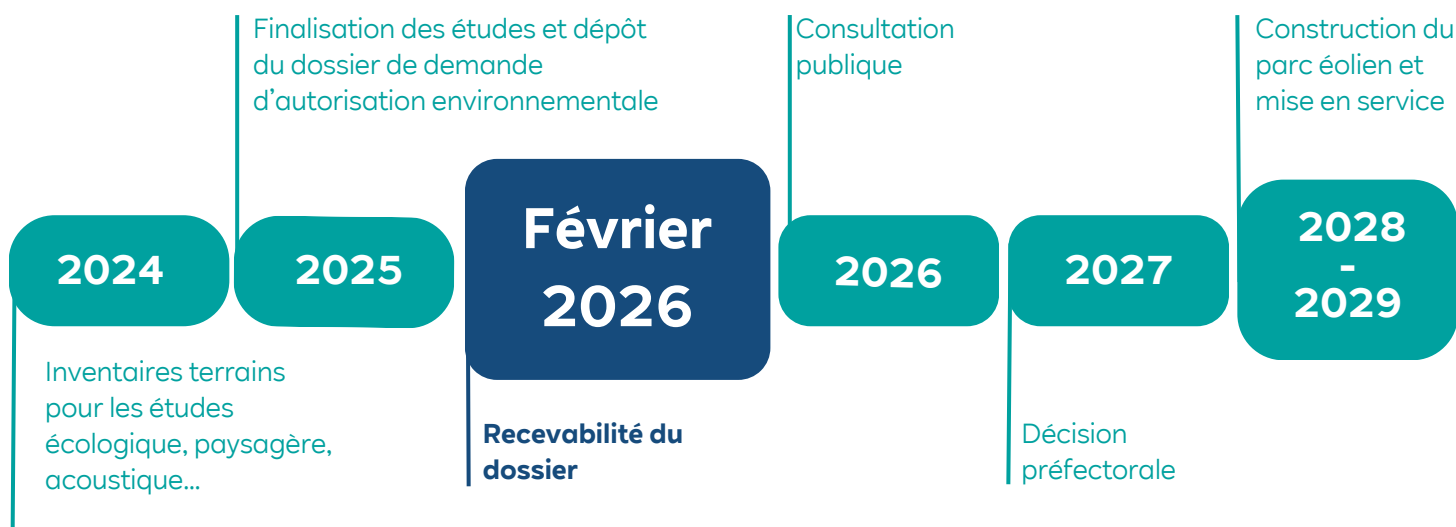 Finalisation des études et dépôt
du dossier de demande
d’autorisation environnementale
Consultation
publique
Construction du
parc éolien et
mise en service
2024
2025
Février
2026
2026
2027
2028
-
2029
Inventaires terrains
pour les études
écologique, paysagère,
acoustique...
Recevabilité du
dossier
Décision
préfectorale